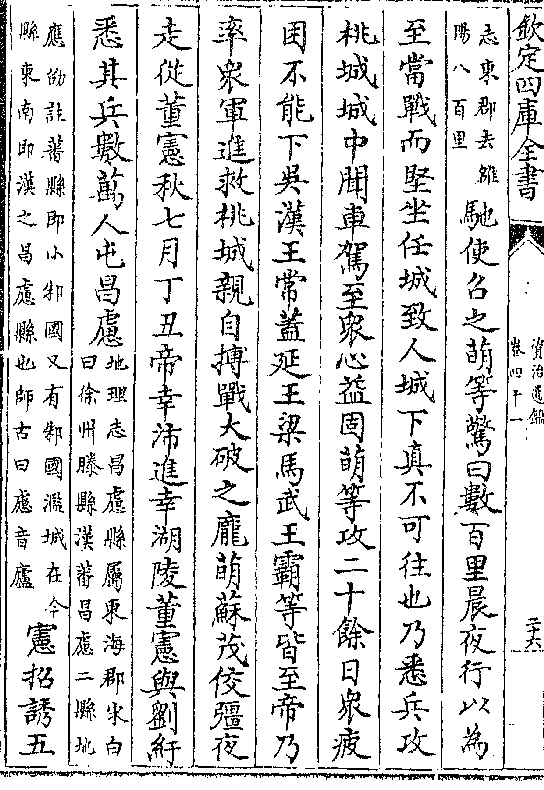 欽定四庫全書
資治通鑑
卷四十一
二十六
志東郡去雒
陽八百里
馳使召之萌等驚曰數百里晨夜行以為
至當戰而堅坐任城致人城下真不可往也乃悉兵攻
桃城城中聞車駕至衆心益固萌等攻二十餘日衆疲
困不能下吳漢王常蓋延王梁馬武王霸等皆至帝乃
率衆軍進救桃城親自搏戰大破之龐萌蘇茂佼彊夜
走從董憲秋七月丁丑帝幸沛進幸湖陵董憲與劉紆
悉其兵數萬人屯昌慮
地理志昌慮縣屬東海郡宋白
曰徐州滕縣漢蕃昌慮二縣地
應劭註蕃縣即小邾國又有邾國濫城在今
縣東南即漢之昌慮縣也師古曰慮音廬
憲招誘五